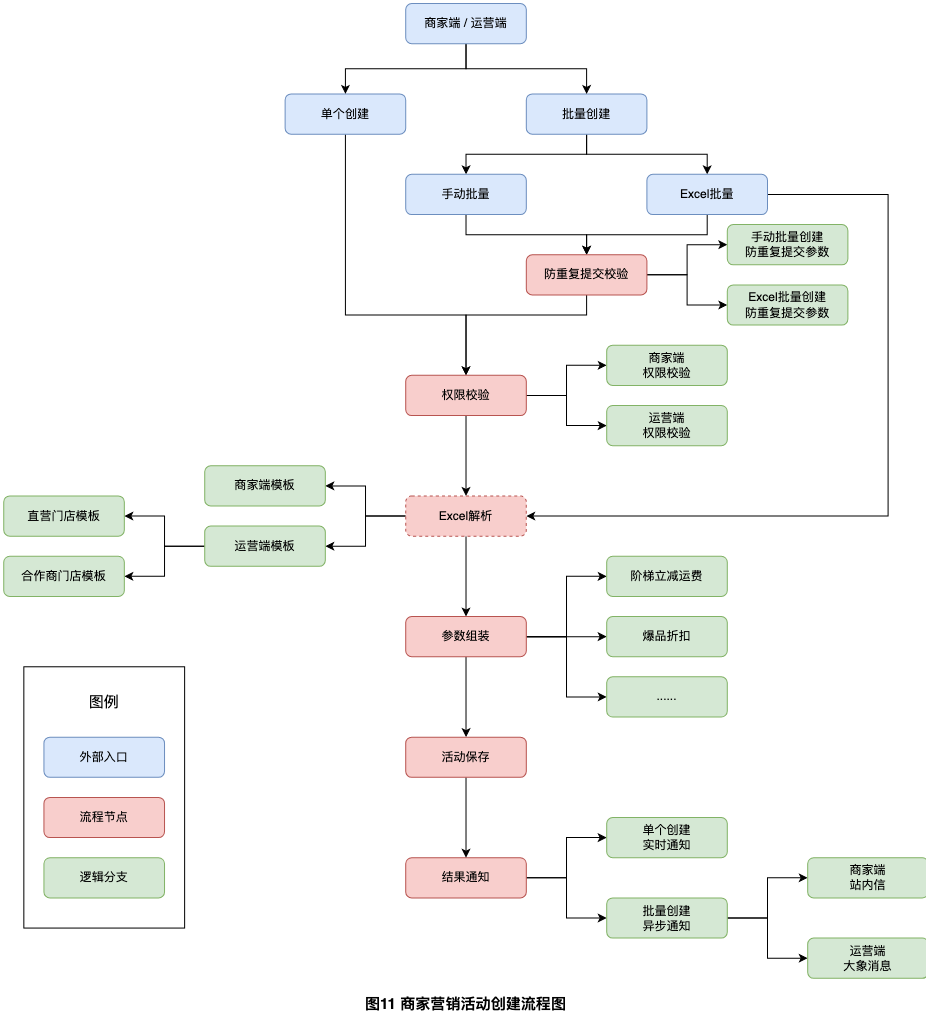 商家端 / 运营端
单个创建
批量创建
手动批量
Excel批量
手动批量创建
防重复提交参数
防重复提交校验
Excel批量创建
防重复提交参数
商家端
权限校验
权限校验
运营端
权限校验
商家端模板
直营门店模板
Excel解析
运营端模板
合作商门店模板
阶梯立减运费
参数组装
爆品折扣
......
图例
外部入口
流程节点
逻辑分支
活动保存
单个创建
实时通知
结果通知
批量创建
异步通知
商家端
站内信
运营端
大象消息
图11 商家营销活动创建流程图